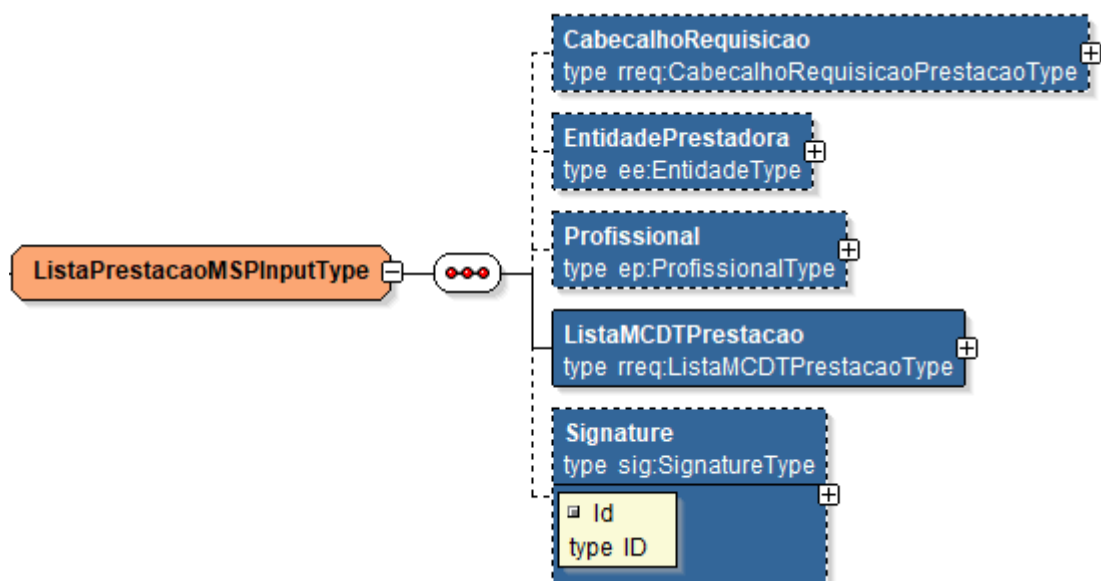 CabecalhoRequisicao
type rreq:CabecalhoRequisicaoPrestacaoType
EntidadePrestadora
type ee:EntidadeType
Profissional
type ep:ProfissionalType
ListaPrestacaoMSPInputType
ListaMCDTPrestacao
type rreq:ListaMCDTPrestacaoType
Signature
type sig:SignatureType
Id
type ID